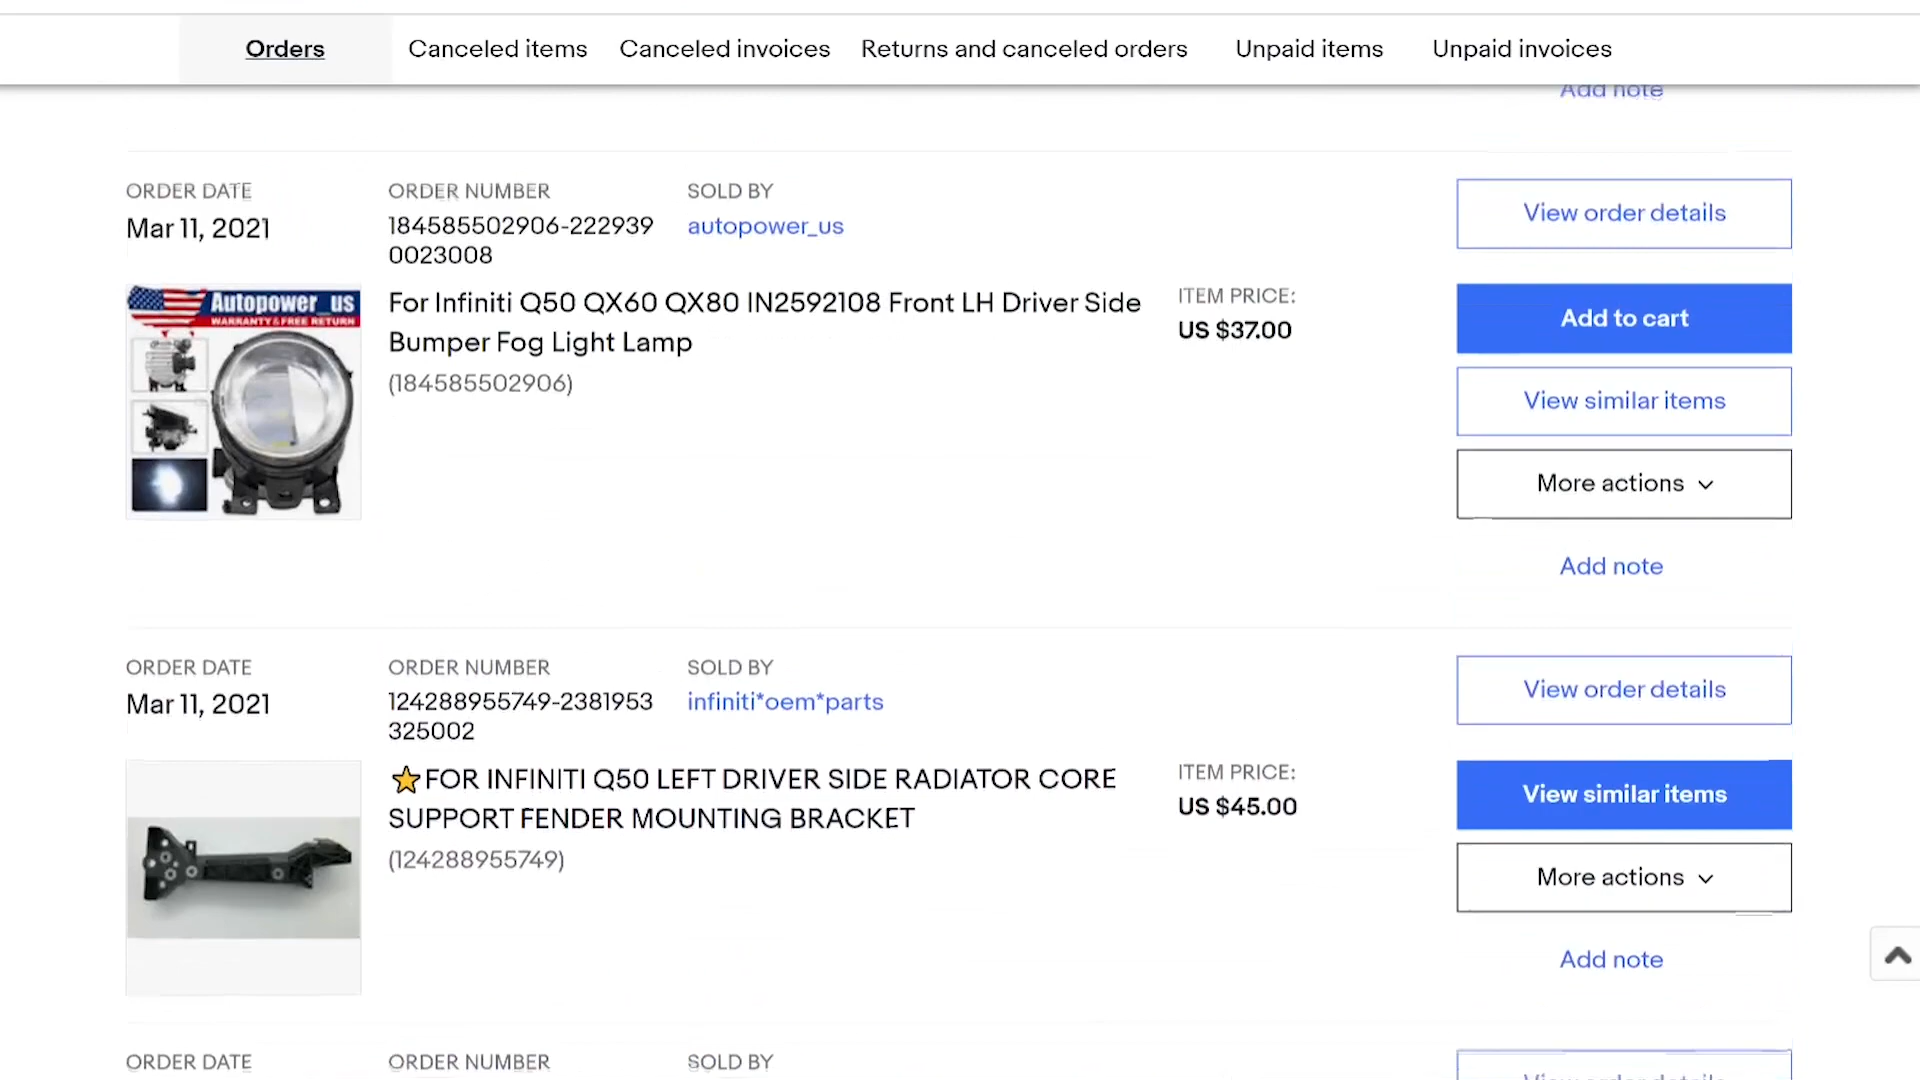 Orders Canceled items Canceled invoices Returns and canceled orders Unpaid items Unpaid invoices
Add note
ORDER DATE ORDER NUMBER SOLD BY
Mar 11, 2021 184585502906-222939 autopower_us View order details
0023008
Autopower_us
WARRANTY & FREE RETURN
For Infiniti Q50 QX60 QX80 IN2592108 Front LH Driver Side ITEM PRICE: Add to cart
Bumper Fog Light Lamp US $37.00
(184585502906) View similar items
More actions
Add note
ORDER DATE ORDER NUMBER SOLD BY
Mar 11, 2021 124288955749-2381953 infiniti*oem*parts View order details
325002
⭐FOR INFINITI Q50 LEFT DRIVER SIDE RADIATOR CORE ITEM PRICE: View similar items
SUPPORT FENDER MOUNTING BRACKET US $45.00
(124288955749) More actions
Add note
ORDER DATE ORDER NUMBER SOLD BY
View order details